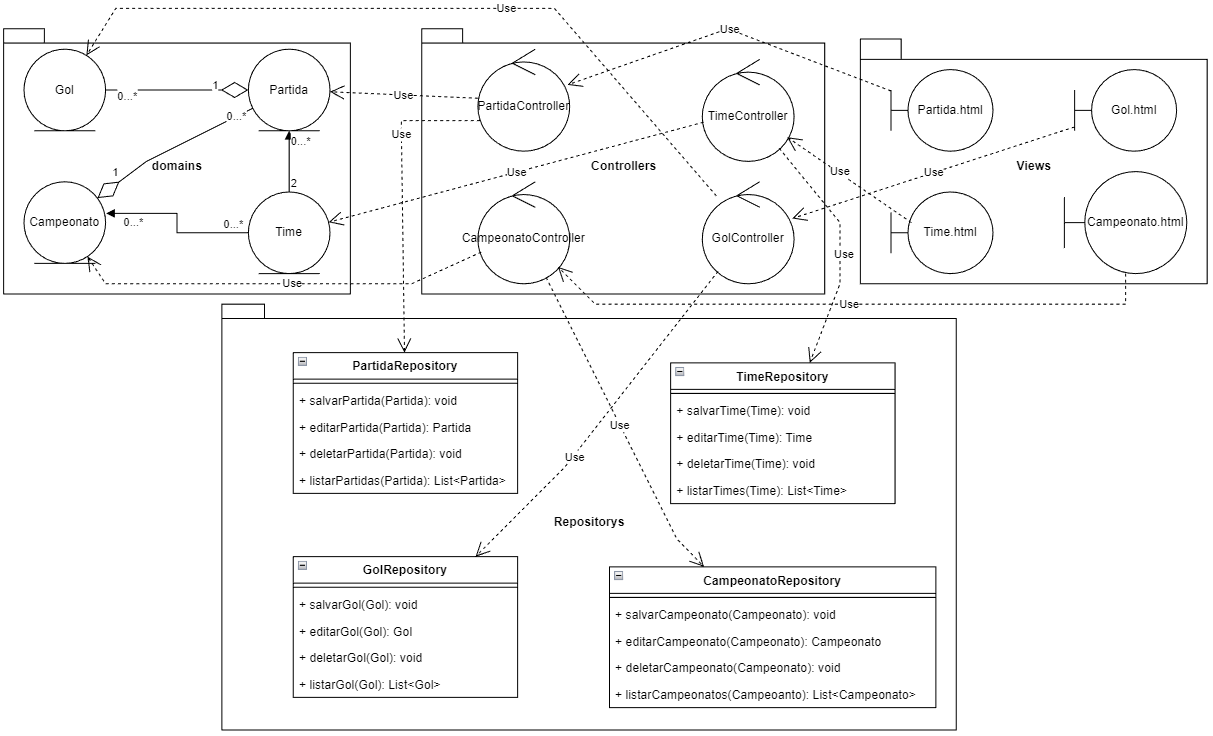 Use
Use
Gol
1
0...*
Partida
0...*
0...*
1
domains
Campeonato
0...*
0...*
2
Time
Use
Use
Use
PartidaController
TimeController
Use
Controllers
CampeonatoController
GolController
Use
Use
Use
Use
Partida.html
Gol.html
Views
Time.html
Campeonato.html
PartidaRepository
+ salvarPartida(Partida): void
+ editarPartida(Partida): Partida
+ deletarPartida(Partida): void
+ listarPartidas(Partida): List<Partida>
TimeRepository
+ salvarTime(Time): void
+ editarTime(Time): Time
+ deletarTime(Time): void
+ listarTimes(Time): List<Time>
Use
Use
Repositorys
GolRepository
+ salvarGol(Gol): void
+ editarGol(Gol): Gol
+ deletarGol(Gol): void
+ listarGol(Gol): List<Gol>
CampeonatoRepository
+ salvarCampeonato(Campeonato): void
+ editarCampeonato(Campeonato): Campeonato
+ deletarCampeonato(Campeonato): void
+ listarCampeonatos(Campeoanto): List<Campeonato>